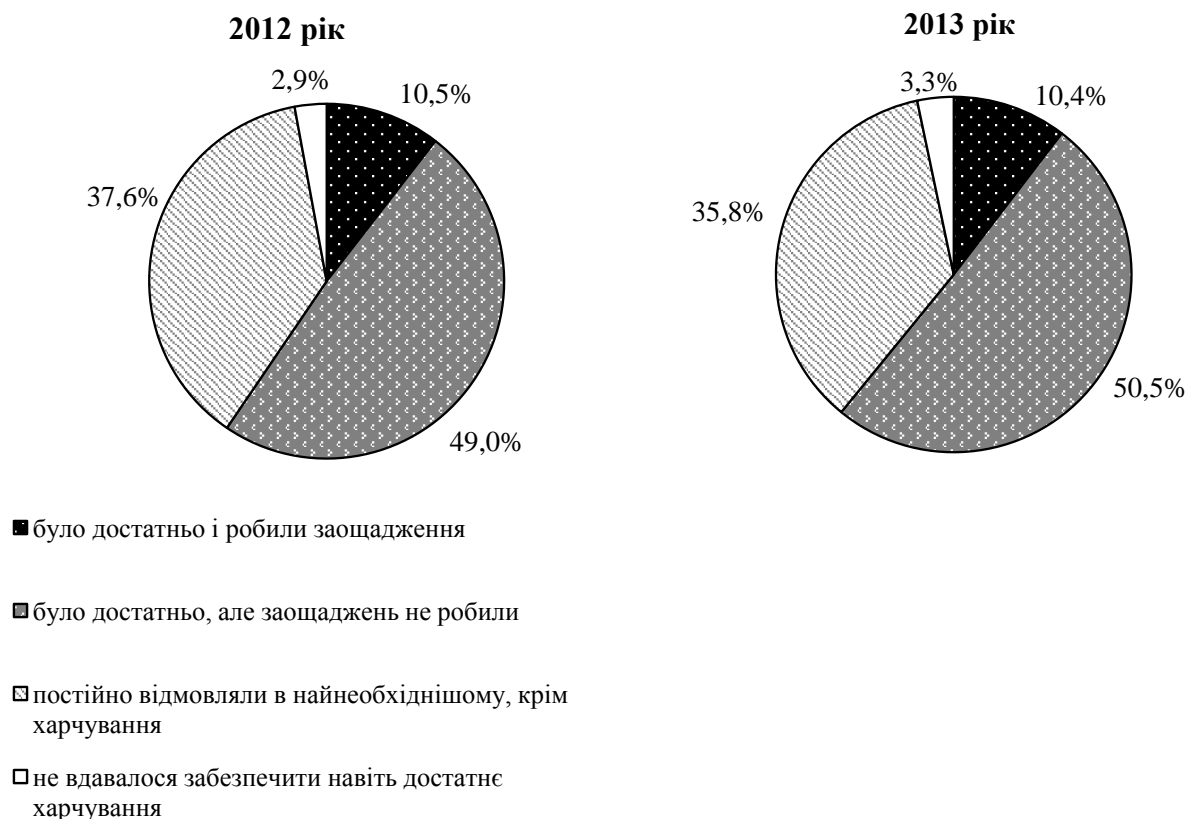 2012 рік
2,9%
10,5%
37,6%
49,0%
2013 рік
3,3%
10,4%
35,8%
50,5%
було достатньо і робили заощадження
було достатньо, але заощаджень не робили
постійно відмовляли в найнеобхіднішому, крім
харчування
не вдавалося забезпечити навіть достатнє
харчування